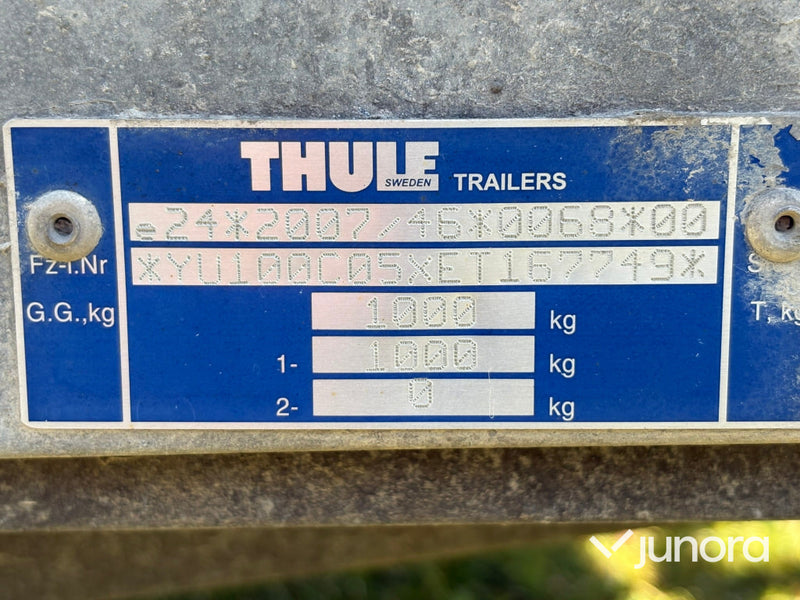 THULE
SWEDEN TRAILERS
e24*2007/46*0068*00
Fz-I.Nr *YU100C05XET167749* S
G.G.,kg 1000 kg T, kg
1- 1000 kg
2- 0 kg
junora